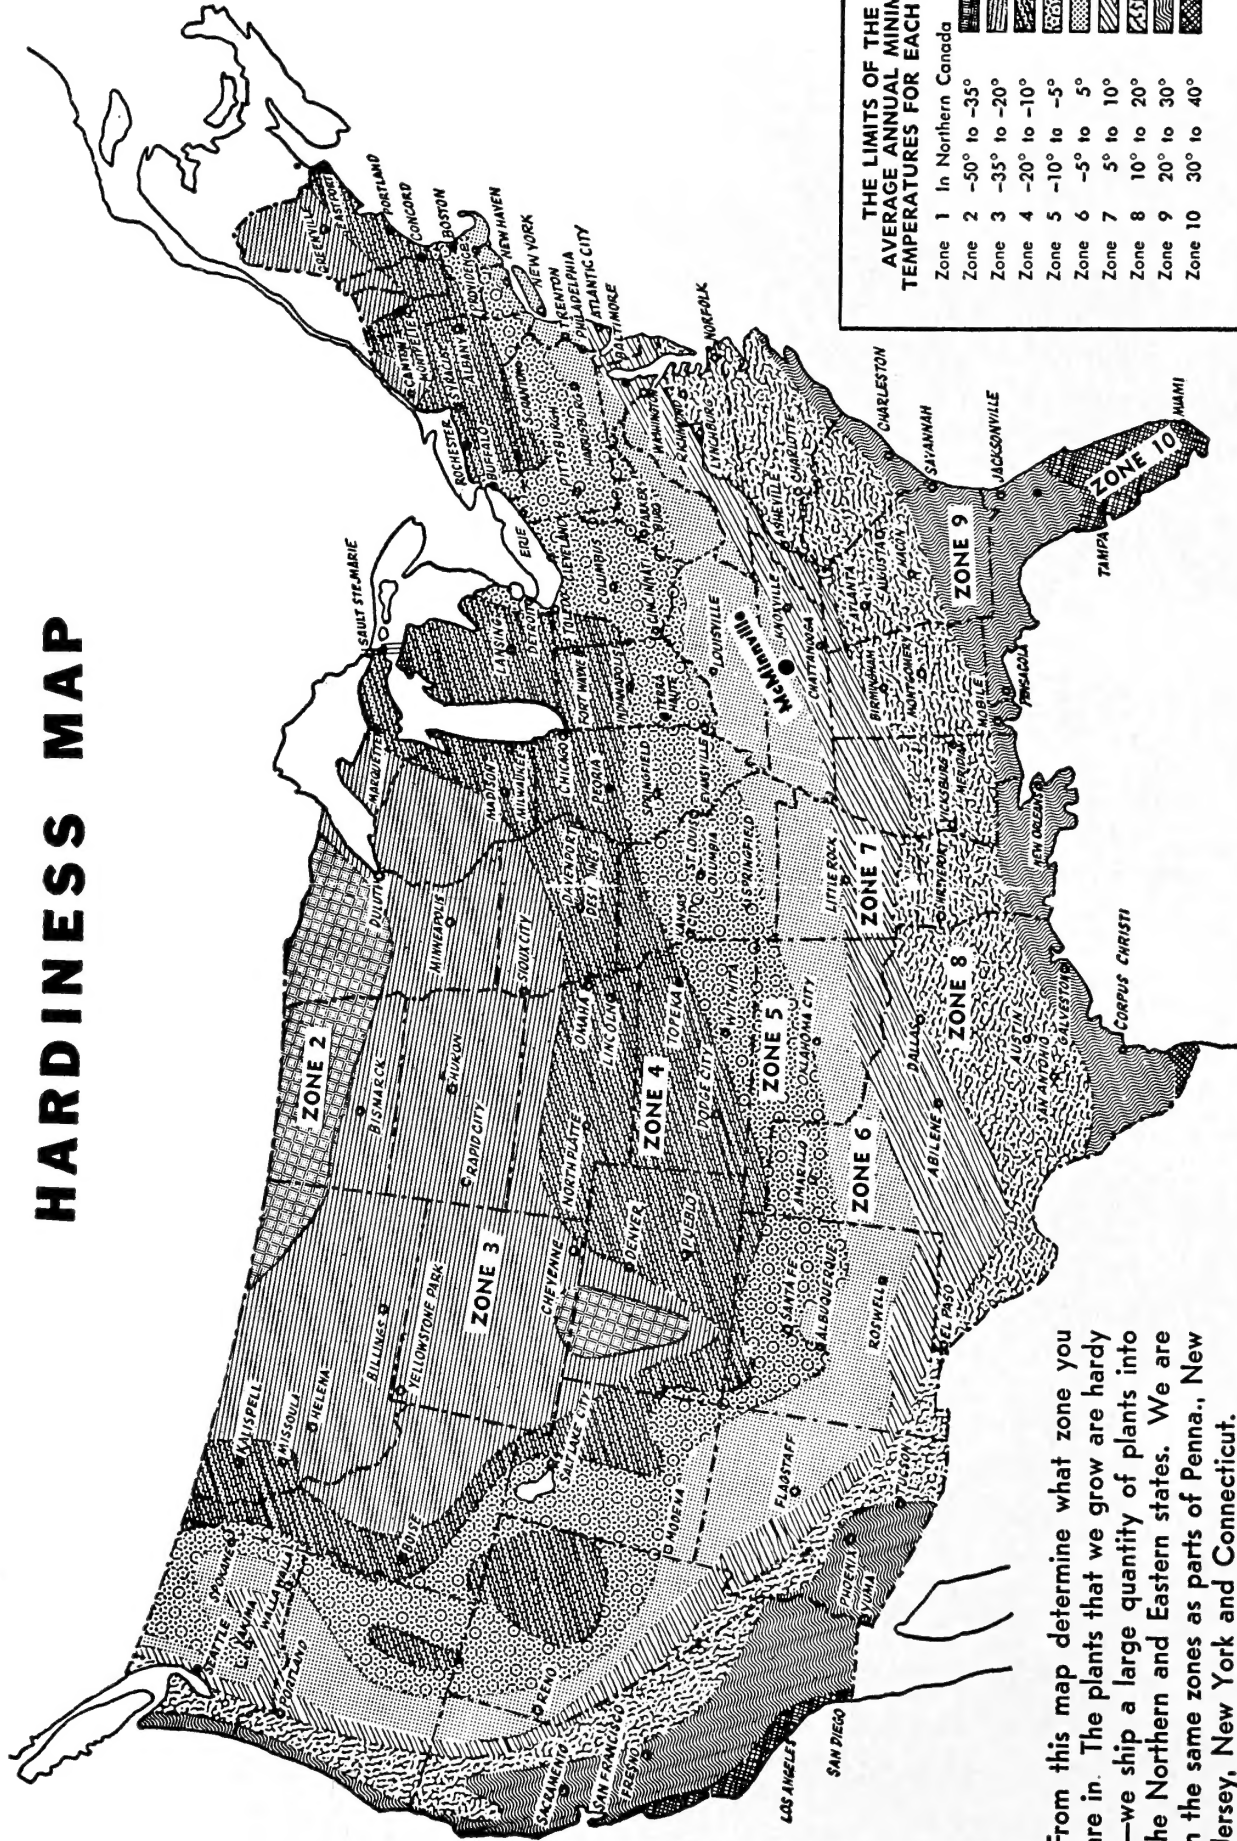 HARDINESS MAP
SAULT STE. MARIE
GREENVILLE
EASTPORT
PORTLAND
CONCORD
BOSTON
PROVIDENCE
NEW HAVEN
NEW YORK
TRENTON
PHILADELPHIA
ATLANTIC CITY
BALTIMORE
CANTON
SYRACUSE
ALBANY
ROCHESTER
BUFFALO
SCRANTON
ERIE
PITTSBURGH
HARRISBURG
WASHINGTON
RICHMOND
NORFOLK
LYNCHBURG
CLEVELAND
COLUMBUS
CINCINNATI
LANSING
DETROIT
TOLEDO
FORT WAYNE
INDIANAPOLIS
TERRE HAUTE
LOUISVILLE
MARQUETTE
MADISON
MILWAUKEE
CHICAGO
PEORIA
SPRINGFIELD
EVANSVILLE
DULUTH
MINNEAPOLIS
SIOUX CITY
DAVENPORT
DES MOINES
ST LOUIS
COLUMBIA
SPRINGFIELD
KANSAS CITY
ZONE 2
BISMARCK
HURON
RAPID CITY
OMAHA
LINCOLN
NORTH PLATTE
TOPEKA
ZONE 4
WICHITA
DODGE CITY
ZONE 5
KALISPELL
MISSOULA
HELENA
BILLINGS
YELLOWSTONE PARK
ZONE 3
CHEYENNE
DENVER
PUEBLO
SPOKANE
SEATTLE
YAKIMA
WALLA WALLA
PORTLAND
BOISE
SALT LAKE CITY
MODENA
RENO
SACRAMENTO
SAN FRANCISCO
FRESNO
LOS ANGELES
SAN DIEGO
FLAGSTAFF
PHOENIX
YUMA
TUCSON
SANTA FE
ALBUQUERQUE
ROSWELL
EL PASO
AMARILLO
OKLAHOMA CITY
ZONE 6
LITTLE ROCK
ZONE 7
McMinnville
KNOXVILLE
CHATTANOOGA
ASHEVILLE
CHARLOTTE
ATLANTA
AUGUSTA
MACON
BIRMINGHAM
MONTGOMERY
MOBILE
PENSACOLA
VICKSBURG
MERIDIAN
SHREVEPORT
NEW ORLEANS
ABILENE
DALLAS
ZONE 8
AUSTIN
SAN ANTONIO
GALVESTON
CORPUS CHRISTI
CHARLESTON
SAVANNAH
JACKSONVILLE
ZONE 9
TAMPA
ZONE 10
MIAMI
From this map determine what zone you
are in. The plants that we grow are hardy
—we ship a large quantity of plants into
the Northern and Eastern states. We are
in the same zones as parts of Penna., New
Jersey, New York and Connecticut.
THE LIMITS OF THE
AVERAGE ANNUAL MINIM
TEMPERATURES FOR EACH
Zone 1 In Northern Canada
Zone 2 -50° to -35°
Zone 3 -35° to -20°
Zone 4 -20° to -10°
Zone 5 -10° to -5°
Zone 6 -5° to 5°
Zone 7 5° to 10°
Zone 8 10° to 20°
Zone 9 20° to 30°
Zone 10 30° to 40°